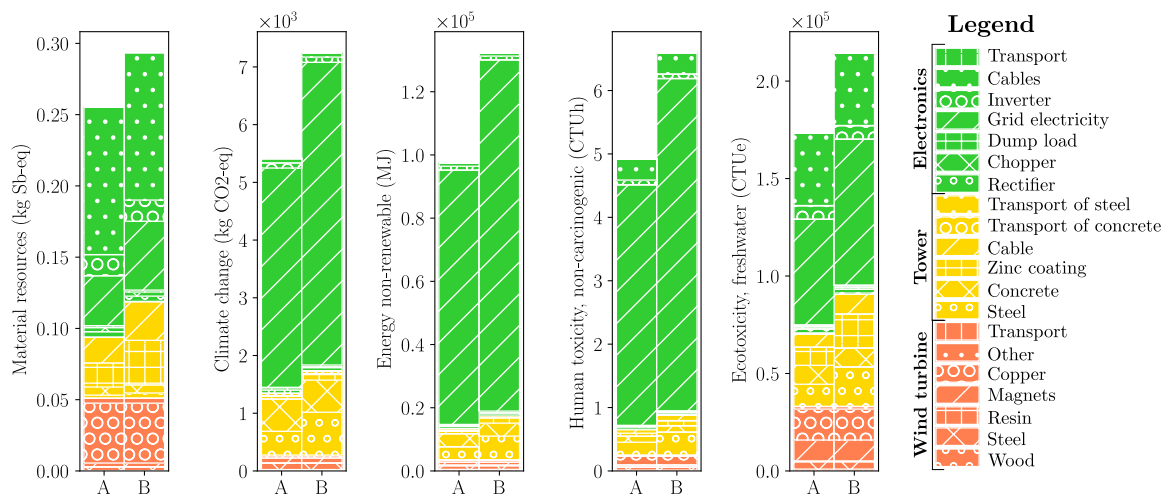 Material resources (kg Sb-eq)
0.30
0.25
0.20
0.15
0.10
0.05
0.00
A B
×10³
Climate change (kg CO2-eq)
7
6
5
4
3
2
1
0
A B
×10⁵
Energy non-renewable (MJ)
1.2
1.0
0.8
0.6
0.4
0.2
0.0
A B
Human toxicity, non-carcinogenic (CTUh)
6
5
4
3
2
1
0
A B
×10⁵
Ecotoxicity, freshwater (CTUe)
2.0
1.5
1.0
0.5
0.0
A B
Legend
Electronics
Transport
Cables
Inverter
Grid electricity
Dump load
Chopper
Rectifier
Tower
Transport of steel
Transport of concrete
Cable
Zinc coating
Concrete
Steel
Wind turbine
Transport
Other
Copper
Magnets
Resin
Steel
Wood